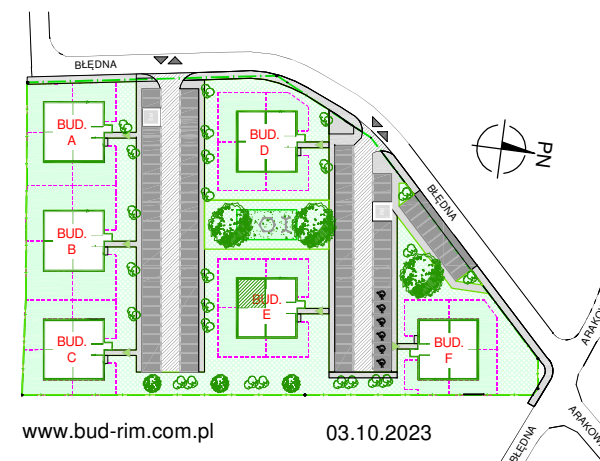 BŁĘDNA
BUD.
A
BUD.
D
PN
BŁĘDNA
BUD.
B
BUD.
E
BUD.
C
BUD.
F
ARAKOW
ARAKOWA
BŁĘDNA
www.bud-rim.com.pl
03.10.2023